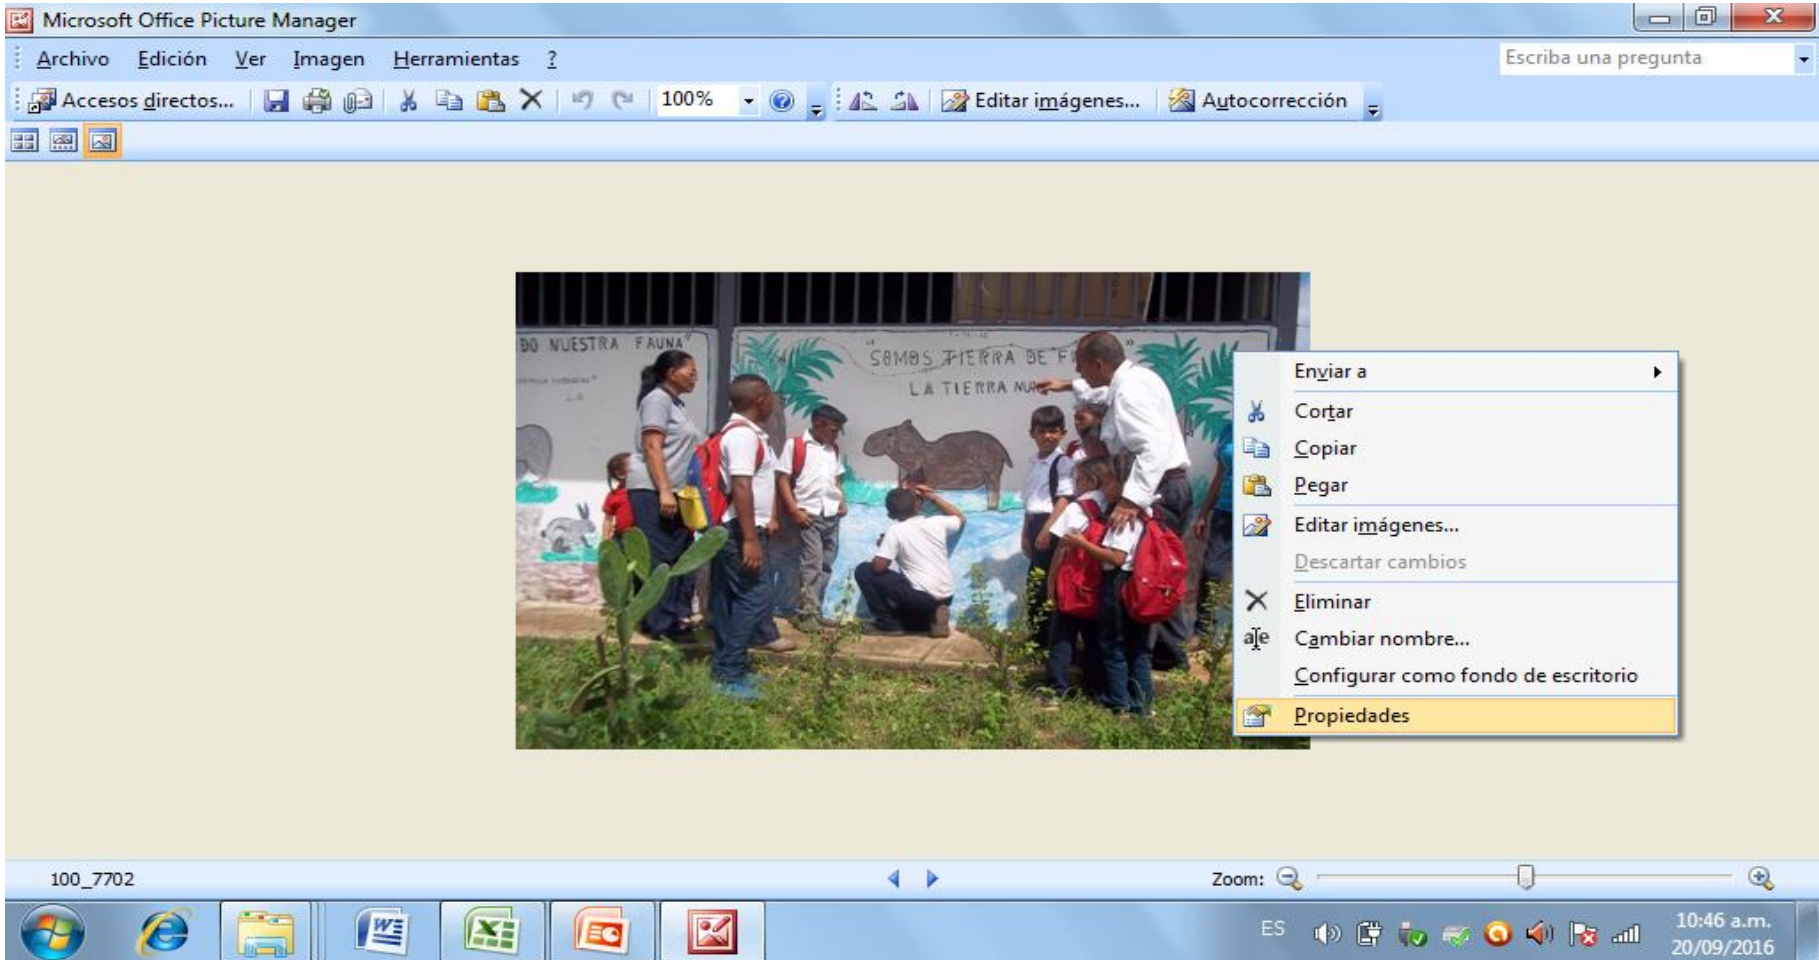 Microsoft Office Picture Manager
Archivo Edición Ver Imagen Herramientas ?
Escriba una pregunta
Accesos directos... 100% Editar imágenes... Autocorrección
DO NUESTRA FAUNA"
"SOMOS TIERRA DE
LA TIERRA
LA
Enviar a
Cortar
Copiar
Pegar
Editar imágenes...
Descartar cambios
Eliminar
Cambiar nombre...
Configurar como fondo de escritorio
Propiedades
100_7702
Zoom:
ES
10:46 a.m.
20/09/2016